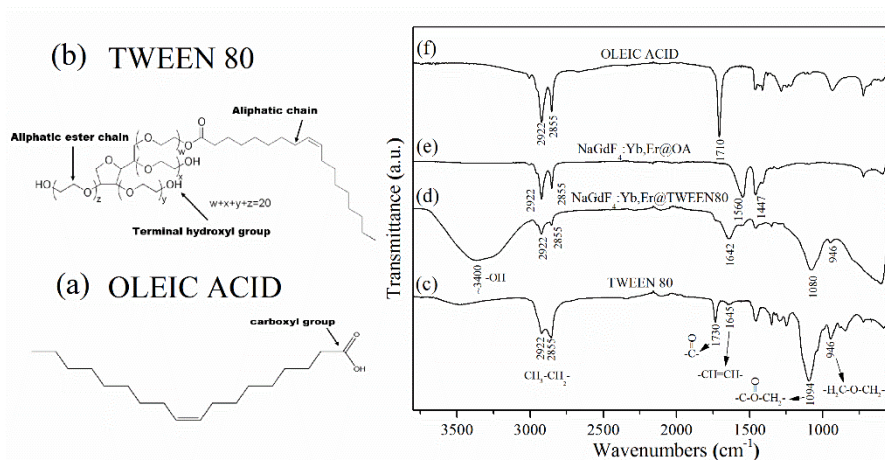 (b) TWEEN 80
Aliphatic chain
Aliphatic ester chain
O
O
w
O
O
OH
x
O
HO
O
z
O
O
OH
y
w+x+y+z=20
Terminal hydroxyl group
(a) OLEIC ACID
carboxyl group
O
OH
(f) OLEIC ACID
2922
2855
1710
(e) NaGdF4:Yb,Er@OA
2922
2855
1560
1447
(d) NaGdF4:Yb,Er@TWEEN80
~3400
-OH
2922
2855
1642
1080
946
(c) TWEEN 80
2922
2855
CH3-CH2-
1730
1645
1094
946
O
-C-
-CH=CH-
O
-C-O-CH2-
-H2C-O-CH2-
Transmittance (a.u.)
3500 3000 2500 2000 1500 1000
Wavenumbers (cm-1)